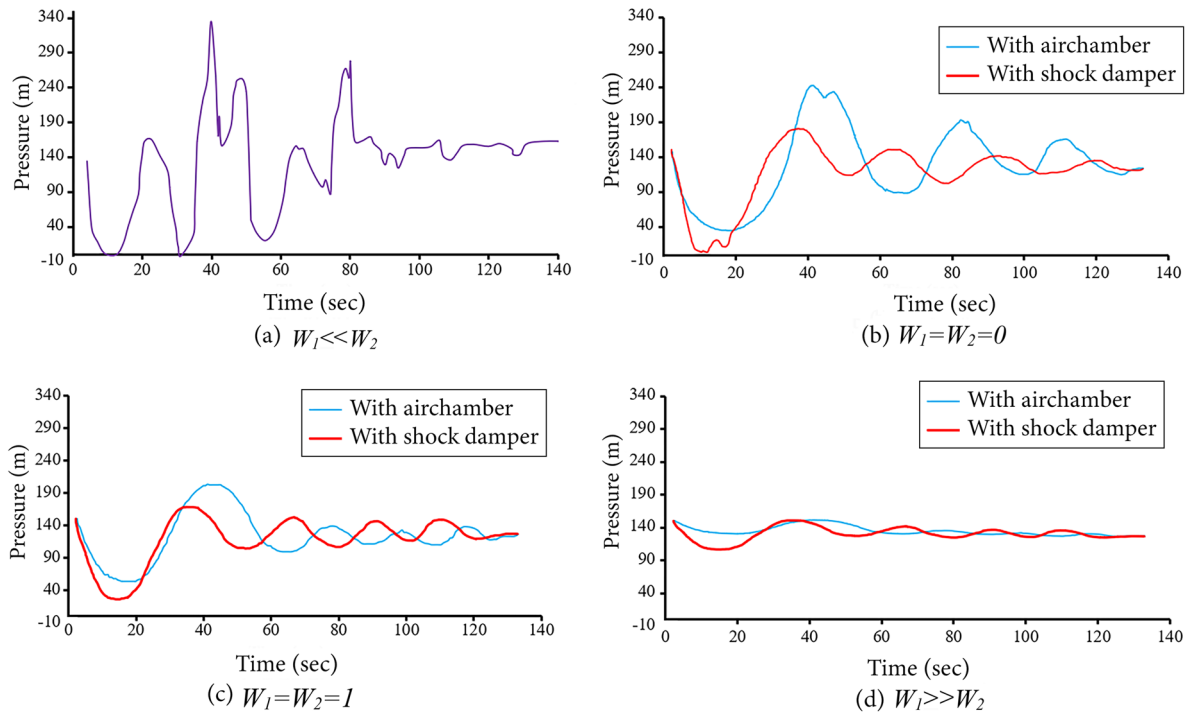 340
290
240
190
140
90
40
-10
Pressure (m)
0 20 40 60 80 100 120 140
Time (sec)
(a) W₁<<W₂
340
290
240
190
140
90
40
-10
Pressure (m)
With airchamber
With shock damper
0 20 40 60 80 100 120 140
Time (sec)
(b) W₁=W₂=0
340
290
240
190
140
90
40
-10
Pressure (m)
With airchamber
With shock damper
0 20 40 60 80 100 120 140
Time (sec)
(c) W₁=W₂=1
340
290
240
190
140
90
40
-10
Pressure (m)
With airchamber
With shock damper
0 20 40 60 80 100 120 140
Time (sec)
(d) W₁>>W₂